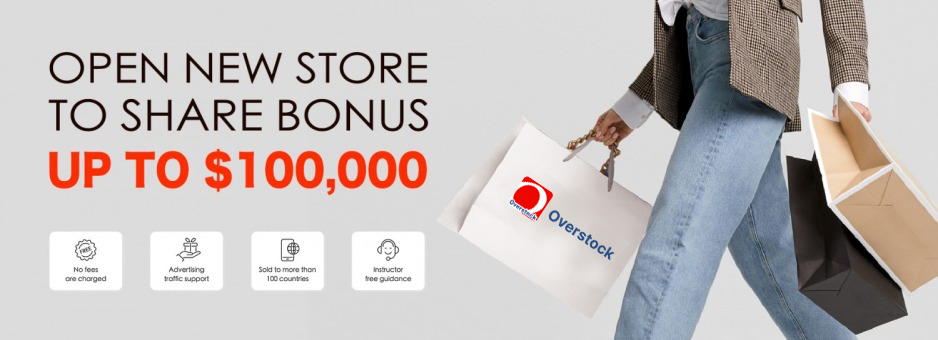 OPEN NEW STORE
TO SHARE BONUS
UP TO $100,000
FREE
No fees
are charged
Advertising
traffic support
Sold to more than
100 countries
Instructor
free guidance
Overstock
Overstock